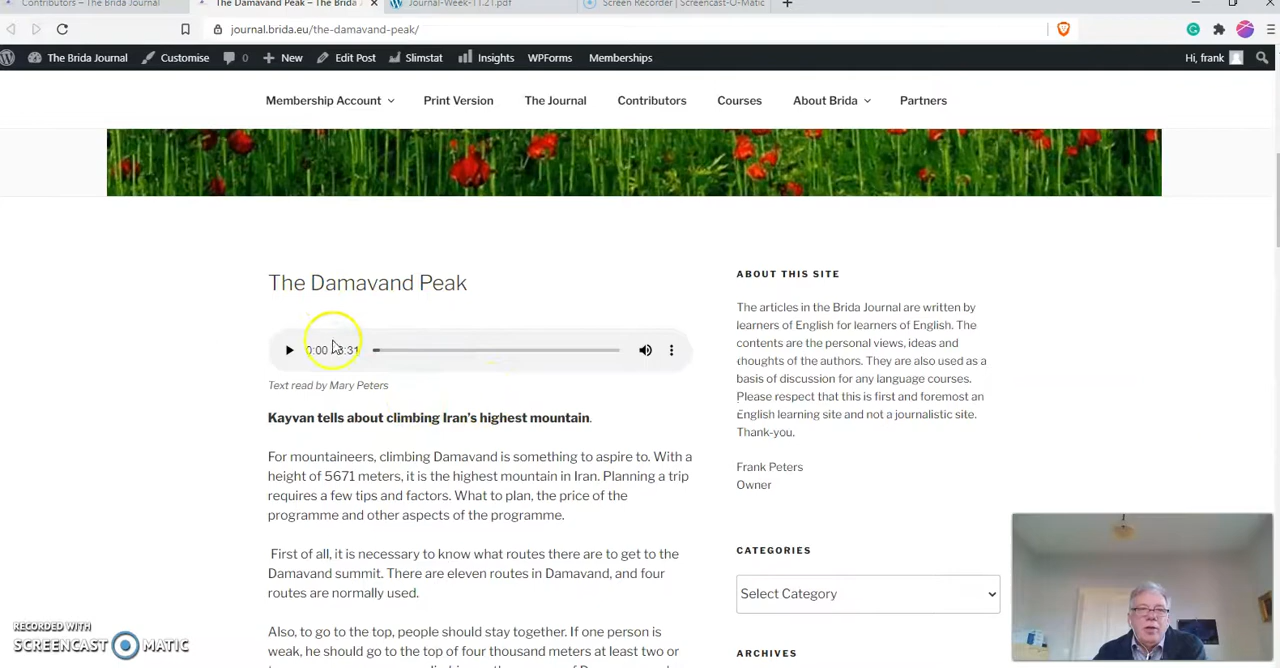 Contributors – The Brida Journal
The Damavand Peak – The Brida
Journal-Week-11.21.pdf
Screen Recorder | Screencast-O-Matic
journal.brida.eu/the-damavand-peak/
The Brida Journal
Customise
0
New
Edit Post
Slimstat
Insights
WPForms
Memberships
Hi, frank
Membership Account
Print Version
The Journal
Contributors
Courses
About Brida
Partners
The Damavand Peak
0:00
Text read by Mary Peters
Kayvan tells about climbing Iran's highest mountain.
For mountaineers, climbing Damavand is something to aspire to. With a
height of 5671 meters, it is the highest mountain in Iran. Planning a trip
requires a few tips and factors. What to plan, the price of the
programme and other aspects of the programme.
First of all, it is necessary to know what routes there are to get to the
Damavand summit. There are eleven routes in Damavand, and four
routes are normally used.
Also, to go to the top, people should stay together. If one person is
weak, he should go to the top of four thousand meters at least two or
ABOUT THIS SITE
The articles in the Brida Journal are written by
learners of English for learners of English. The
contents are the personal views, ideas and
thoughts of the authors. They are also used as a
basis of discussion for any language courses.
Please respect that this is first and foremost an
English learning site and not a journalistic site.
Thank-you.
Frank Peters
Owner
CATEGORIES
Select Category
ARCHIVES
RECORDED WITH
SCREENCAST MATIC